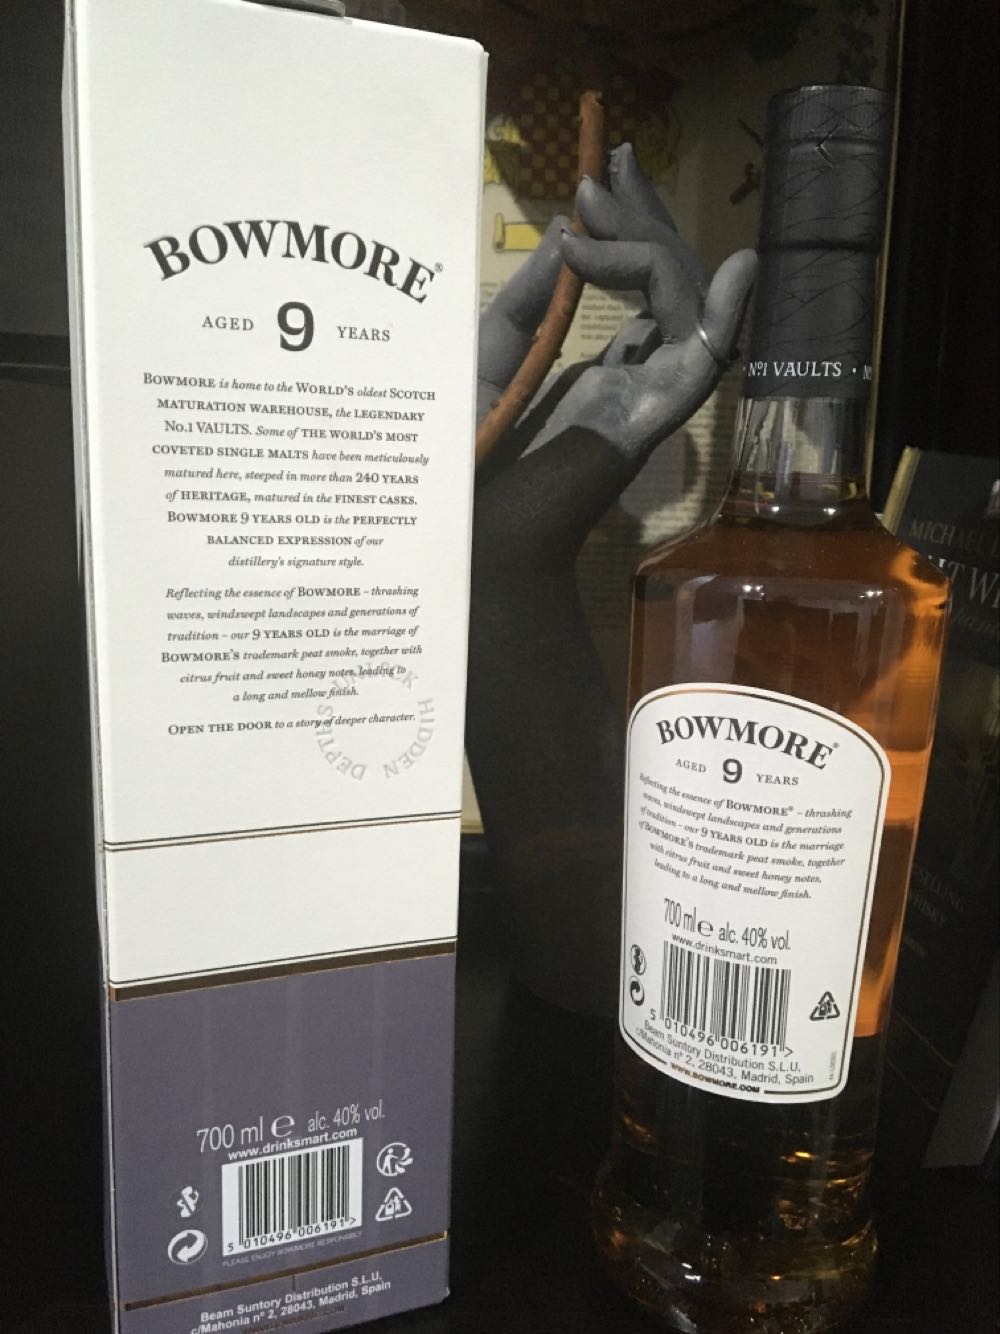 BOWMORE®
AGED 9 YEARS
BOWMORE is home to the WORLD'S oldest SCOTCH
MATURATION WAREHOUSE, the LEGENDARY
No.1 VAULTS. Some of THE WORLD'S MOST
COVETED SINGLE MALTS have been meticulously
matured here, steeped in more than 240 YEARS
of HERITAGE, matured in the FINEST CASKS.
BOWMORE 9 YEARS OLD is the PERFECTLY
BALANCED EXPRESSION of our
distillery's signature style.
Reflecting the essence of BOWMORE – thrashing
waves, windswept landscapes and generations of
tradition – our 9 YEARS OLD is the marriage of
BOWMORE'S trademark peat smoke, together with
citrus fruit and sweet honey notes, leading to
a long and mellow finish.
OPEN THE DOOR to a story of deeper character.
UNLOCK HIDDEN DEPTHS
700 ml e alc. 40% vol.
www.drinksmart.com
5 010496 006191 >
PLEASE ENJOY BOWMORE RESPONSIBLY
Beam Suntory Distribution S.L.U,
c/Mahonia nº 2, 28043, Madrid, Spain
Nº1 VAULTS •
BOWMORE®
AGED 9 YEARS
Reflecting the essence of BOWMORE® – thrashing
waves, windswept landscapes and generations
of tradition – our 9 YEARS OLD is the marriage
of BOWMORE'S trademark peat smoke, together
with citrus fruit and sweet honey notes,
leading to a long and mellow finish.
700 ml e alc. 40% vol.
www.drinksmart.com
5 010496 006191 >
Beam Suntory Distribution S.L.U,
c/Mahonia nº 2, 28043, Madrid, Spain
WWW.BOWMORE.COM
MICHAEL
WHISKY